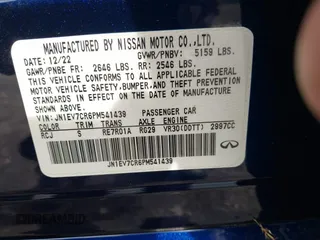 MANUFACTURED BY NISSAN MOTOR CO.,LTD.
DATE: 12/22 GVWR/PNBV: 5159 LBS.
GAWR/PNBE FR: 2646 LBS. RR: 2546 LBS.
THIS VEHICLE CONFORMS TO ALL APPLICABLE FEDERAL
MOTOR VEHICLE SAFETY, BUMPER, AND THEFT
PREVENTION STANDARDS IN EFFECT ON THE DATE OF MANUFACTURE
SHOWN ABOVE.
VIN: JN1EV7CR6PM541439 PASSENGER CAR
COLOR TRIM TRANS AXLE ENGINE
RCJ S RE7R01A RG29 VR30(DDTT) 2997CC
JN1EV7CR6PM541439